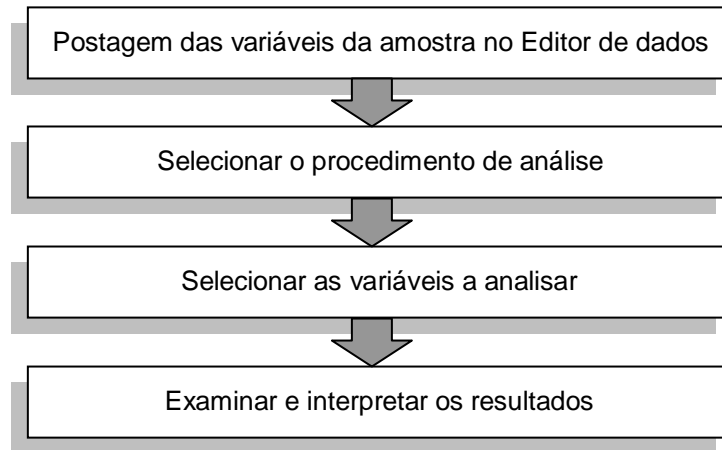 Postagem das variáveis da amostra no Editor de dados
Selecionar o procedimento de análise
Selecionar as variáveis a analisar
Examinar e interpretar os resultados